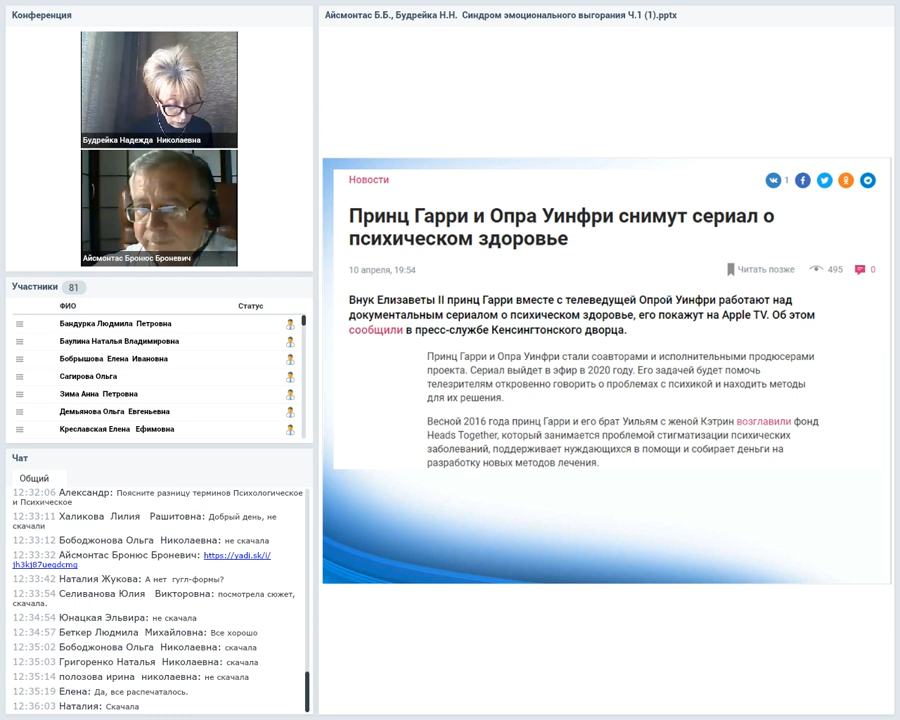 Конференция
Будрейка Надежда Николаевна
Айсмонтас Бронюс Броневич
Участники 81
ФИО Статус
Бандурка Людмила Петровна
Баулина Наталья Владимировна
Бобрышова Елена Ивановна
Сагирова Ольга
Зима Анна Петровна
Демьянова Ольга Евгеньевна
Креславская Елена Ефимовна
Чат
Общий
12:32:06 Александр: Поясните разницу терминов Психологическое
и Психическое
12:33:11 Халикова Лилия Рашитовна: Добрый день, не
скачали
12:33:12 Бободжонова Ольга Николаевна: не скачала
12:33:32 Айсмонтас Бронюс Броневич: https://yadi.sk/i/
jh3kj87ueqdcmg
12:33:42 Наталия Жукова: А нет гугл-формы?
12:33:54 Селиванова Юлия Викторовна: посмотрела сюжет,
скачала.
12:34:54 Юнацкая Эльвира: не скачала
12:34:57 Беткер Людмила Михайловна: Все хорошо
12:35:02 Бободжонова Ольга Николаевна: скачала
12:35:03 Григоренко Наталья Николаевна: скачала
12:35:14 полозова ирина николаевна: не скачала
12:35:19 Елена: Да, все распечаталось.
12:36:03 Наталия: Скачала
Айсмонтас Б.Б., Будрейка Н.Н. Синдром эмоционального выгорания Ч.1 (1).pptx
Новости
1
Принц Гарри и Опра Уинфри снимут сериал о
психическом здоровье
10 апреля, 19:54 Читать позже 495 0
Внук Елизаветы II принц Гарри вместе с телеведущей Опрой Уинфри работают над
документальным сериалом о психическом здоровье, его покажут на Apple TV. Об этом
сообщили в пресс-службе Кенсингтонского дворца.
Принц Гарри и Опра Уинфри стали соавторами и исполнительными продюсерами
проекта. Сериал выйдет в эфир в 2020 году. Его задачей будет помочь
телезрителям откровенно говорить о проблемах с психикой и находить методы
для их решения.
Весной 2016 года принц Гарри и его брат Уильям с женой Кэтрин возглавили фонд
Heads Together, который занимается проблемой стигматизации психических
заболеваний, поддерживает нуждающихся в помощи и собирает деньги на
разработку новых методов лечения.